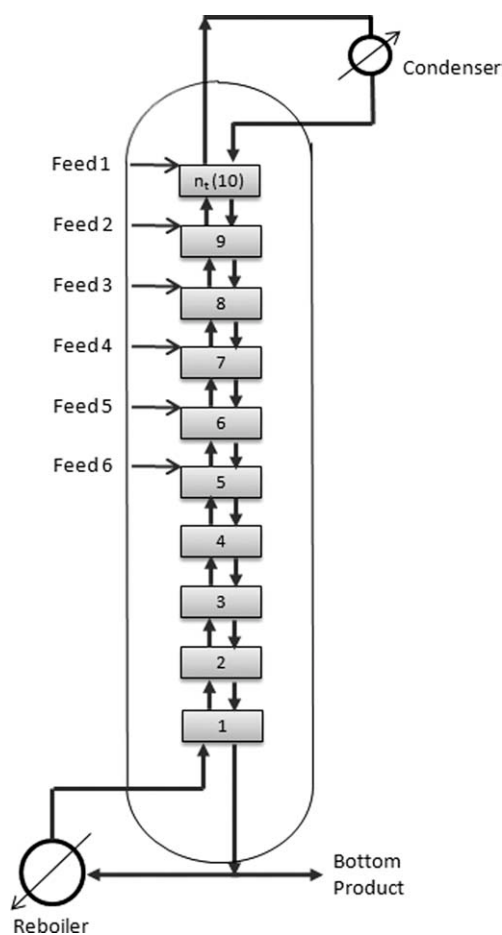 Condenser
Feed 1
nt(10)
Feed 2
9
Feed 3
8
Feed 4
7
Feed 5
6
Feed 6
5
4
3
2
1
Bottom
Product
Reboiler